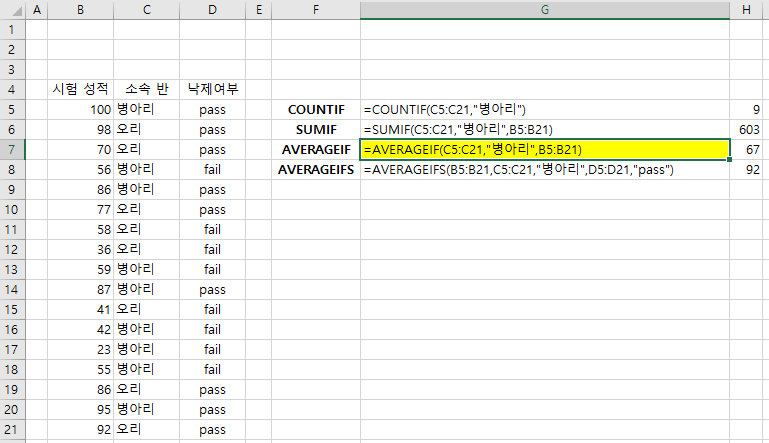 A B C D E F G H
1
2
3
4 시험 성적 소속 반 낙제여부
5 100 병아리 pass COUNTIF =COUNTIF(C5:C21,"병아리") 9
6 98 오리 pass SUMIF =SUMIF(C5:C21,"병아리",B5:B21) 603
7 70 오리 pass AVERAGEIF =AVERAGEIF(C5:C21,"병아리",B5:B21) 67
8 56 병아리 fail AVERAGEIFS =AVERAGEIFS(B5:B21,C5:C21,"병아리",D5:D21,"pass") 92
9 86 병아리 pass
10 77 오리 pass
11 58 오리 fail
12 36 오리 fail
13 59 병아리 fail
14 87 병아리 pass
15 41 오리 fail
16 42 병아리 fail
17 23 병아리 fail
18 55 병아리 fail
19 86 오리 pass
20 95 병아리 pass
21 92 오리 pass